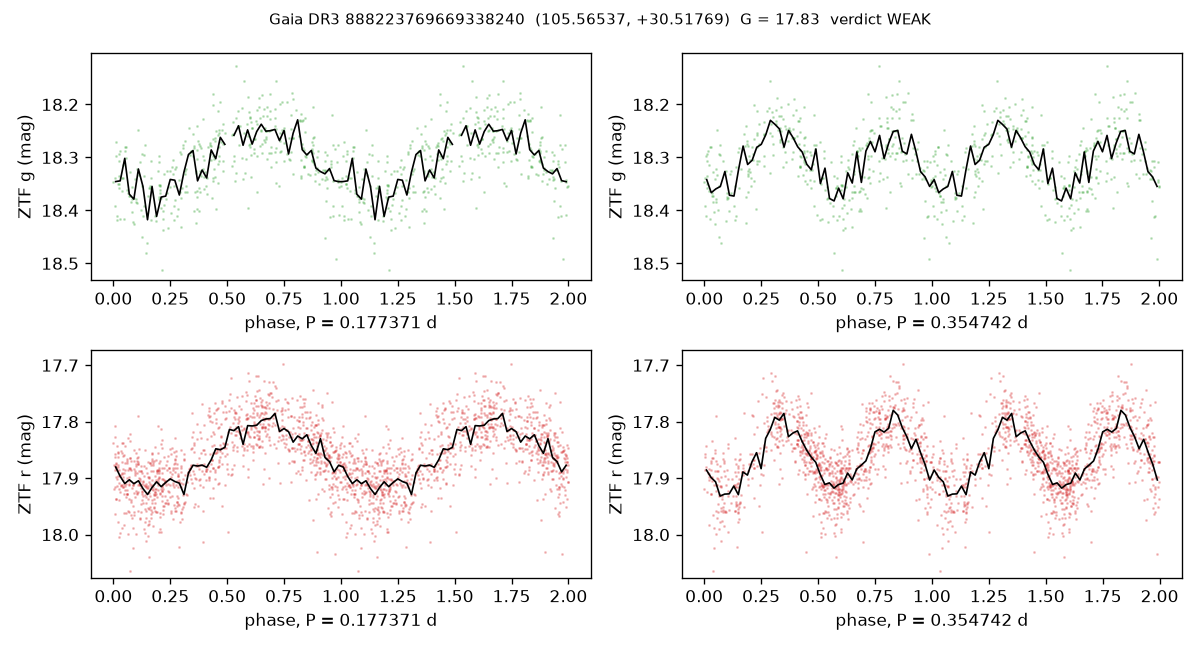 Gaia DR3 888223769669338240  (105.56537, +30.51769)  G = 17.83  verdict WEAK
ZTF g (mag)
18.2
18.3
18.4
18.5
0.00 0.25 0.50 0.75 1.00 1.25 1.50 1.75 2.00
phase, P = 0.177371 d
ZTF g (mag)
18.2
18.3
18.4
18.5
0.00 0.25 0.50 0.75 1.00 1.25 1.50 1.75 2.00
phase, P = 0.354742 d
ZTF r (mag)
17.7
17.8
17.9
18.0
0.00 0.25 0.50 0.75 1.00 1.25 1.50 1.75 2.00
phase, P = 0.177371 d
ZTF r (mag)
17.7
17.8
17.9
18.0
0.00 0.25 0.50 0.75 1.00 1.25 1.50 1.75 2.00
phase, P = 0.354742 d